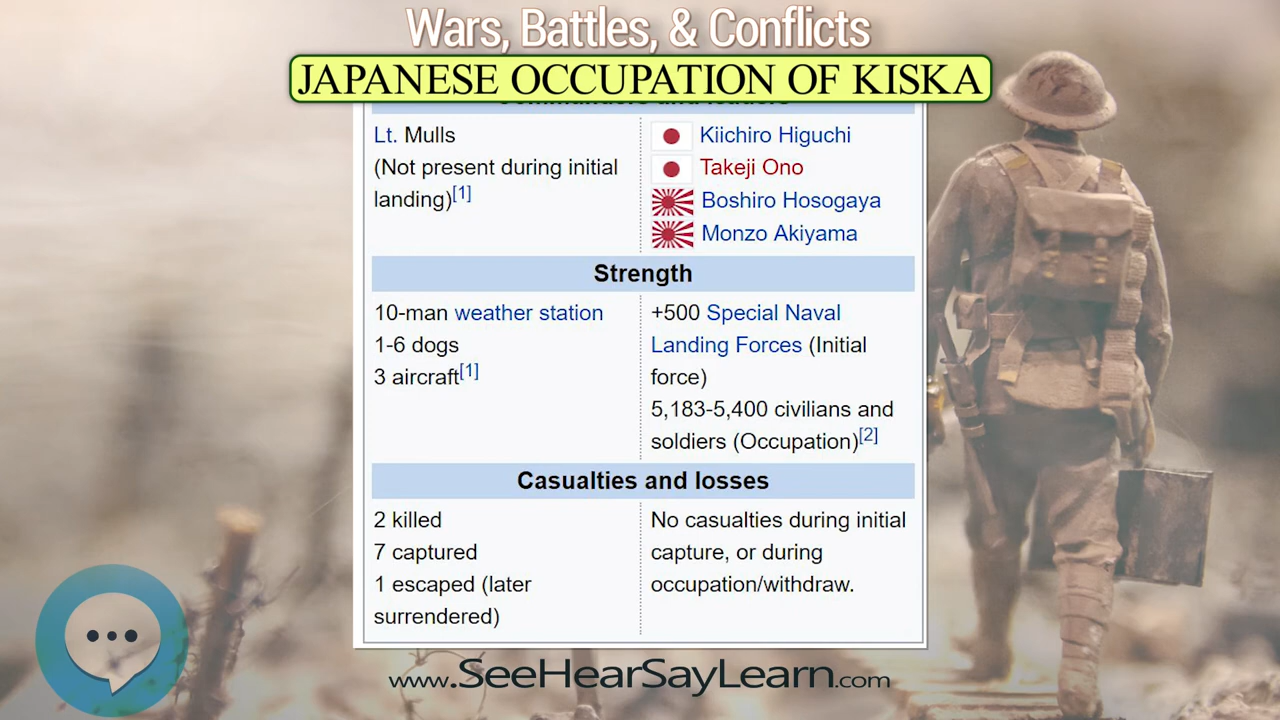 Wars, Battles, & Conflicts
JAPANESE OCCUPATION OF KISKA
Lt. Mulls
(Not present during initial
landing)[1]
Kiichiro Higuchi
Takeji Ono
Boshiro Hosogaya
Monzo Akiyama
Strength
10-man weather station
1-6 dogs
3 aircraft[1]
+500 Special Naval
Landing Forces (Initial
force)
5,183-5,400 civilians and
soldiers (Occupation)[2]
Casualties and losses
2 killed
7 captured
1 escaped (later
surrendered)
No casualties during initial
capture, or during
occupation/withdraw.
www.SeeHearSayLearn.com